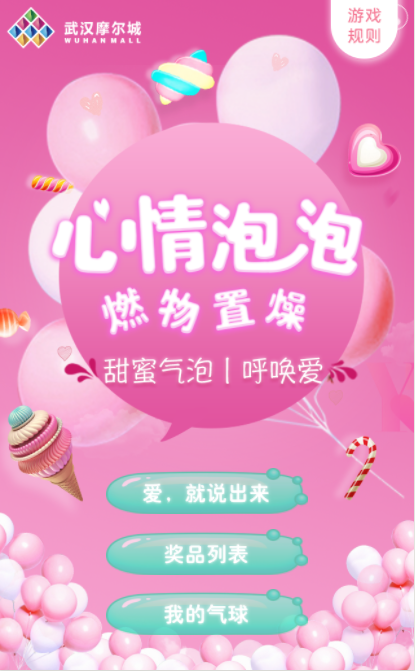 武汉摩尔城
WUHAN MALL
游戏
规则
心情泡泡
燃物置燥
甜蜜气泡丨呼唤爱
爱，就说出来
奖品列表
我的气球